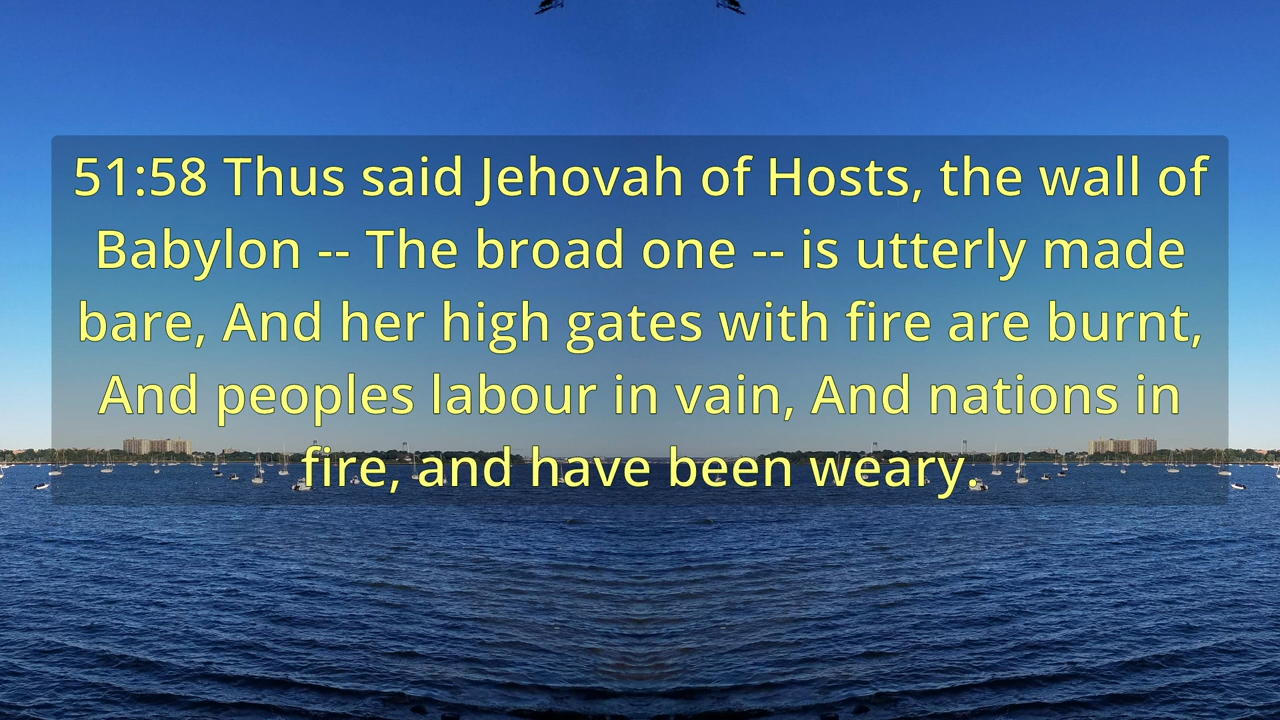 51:58 Thus said Jehovah of Hosts, the wall of
Babylon -- The broad one -- is utterly made
bare, And her high gates with fire are burnt,
And peoples labour in vain, And nations in
fire, and have been weary.